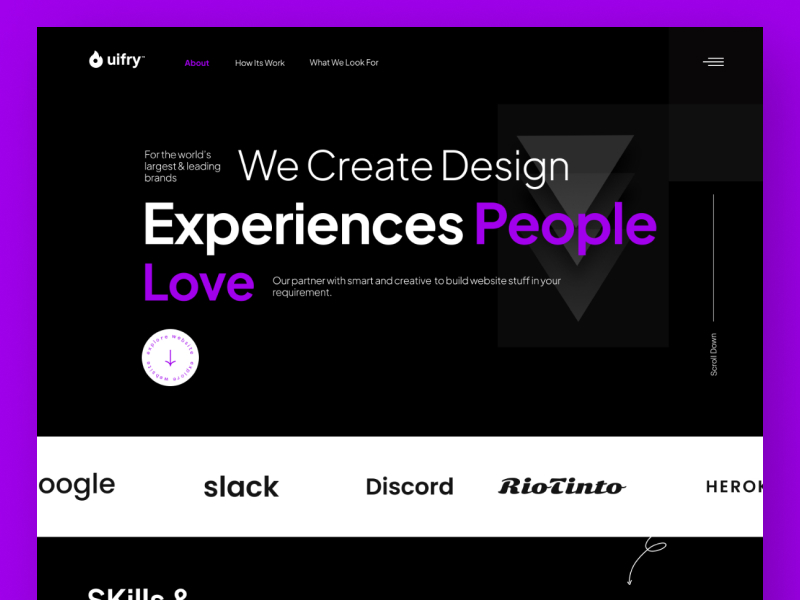 uifry™
About
How Its Work
What We Look For
For the world's
largest & leading
brands
We Create Design
Experiences People
Love
Our partner with smart and creative to build website stuff in your
requirement.
explore website explore website
Scroll Down
oogle
slack
Discord
RioTinto
HEROK
SKills &